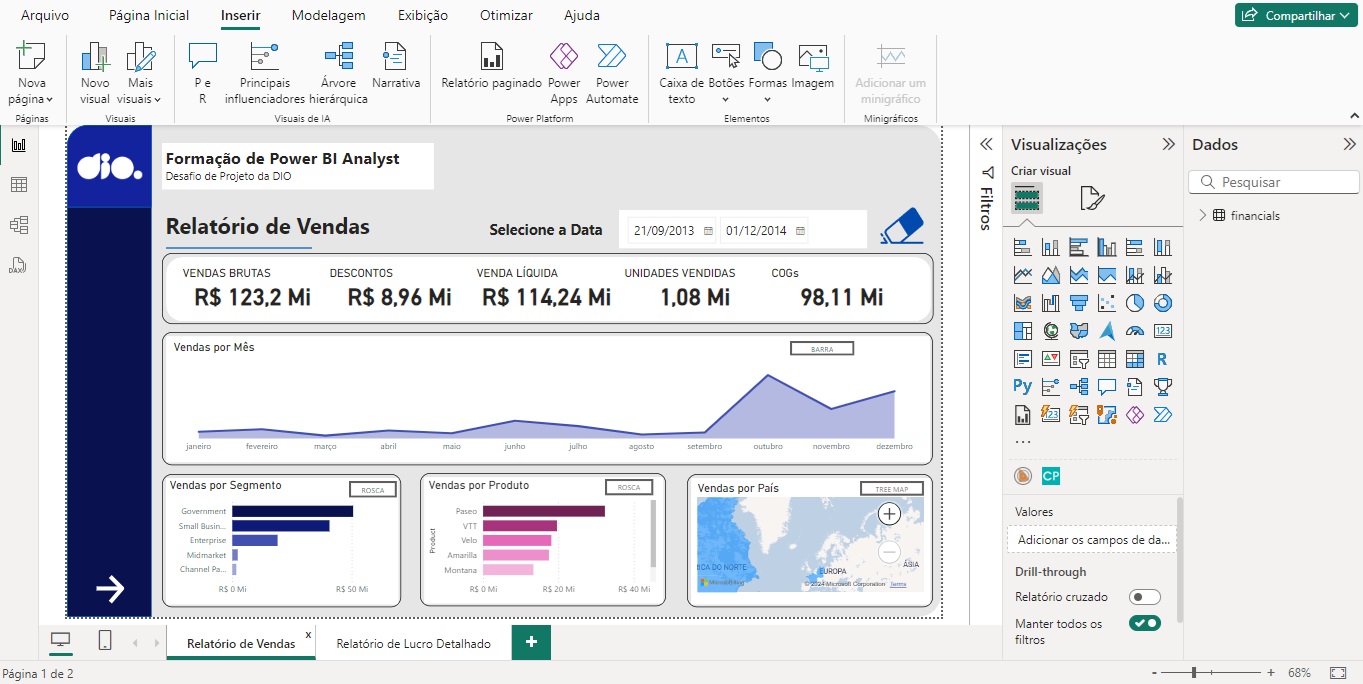 Arquivo Página Inicial Inserir Modelagem Exibição Otimizar Ajuda Compartilhar
Nova página
Novo visual
Mais visuais
P e R
Principais influenciadores
Árvore hierárquica
Narrativa
Relatório paginado
Power Apps
Power Automate
Caixa de texto
Botões
Formas
Imagem
Adicionar um minigráfico
Páginas Visuais Visuais de IA Power Platform Elementos Minigráficos
dio.
Formação de Power BI Analyst
Desafio de Projeto da DIO
Relatório de Vendas
Selecione a Data
21/09/2013 01/12/2014
VENDAS BRUTAS DESCONTOS VENDA LÍQUIDA UNIDADES VENDIDAS COGs
R$ 123,2 Mi R$ 8,96 Mi R$ 114,24 Mi 1,08 Mi 98,11 Mi
Vendas por Mês
BARRA
janeiro fevereiro março abril maio junho julho agosto setembro outubro novembro dezembro
Vendas por Segmento
ROSCA
Government
Small Busin...
Enterprise
Midmarket
Channel Pa...
R$ 0 Mi R$ 50 Mi
Vendas por Produto
ROSCA
Product
Paseo
VTT
Velo
Amarilla
Montana
R$ 0 Mi R$ 20 Mi R$ 40 Mi
Vendas por País
TREE MAP
ICA DO NORTE
EUROPA
ÁSIA
Microsoft Bing
© 2024 Microsoft Corporation Terms
Filtros
Visualizações
Criar visual
123
R
Py
123
...
CP
Valores
Adicionar os campos de da...
Drill-through
Relatório cruzado
Manter todos os
filtros
Dados
Pesquisar
financials
DAX
Relatório de Vendas x
Relatório de Lucro Detalhado
+
Página 1 de 2
- + 68%